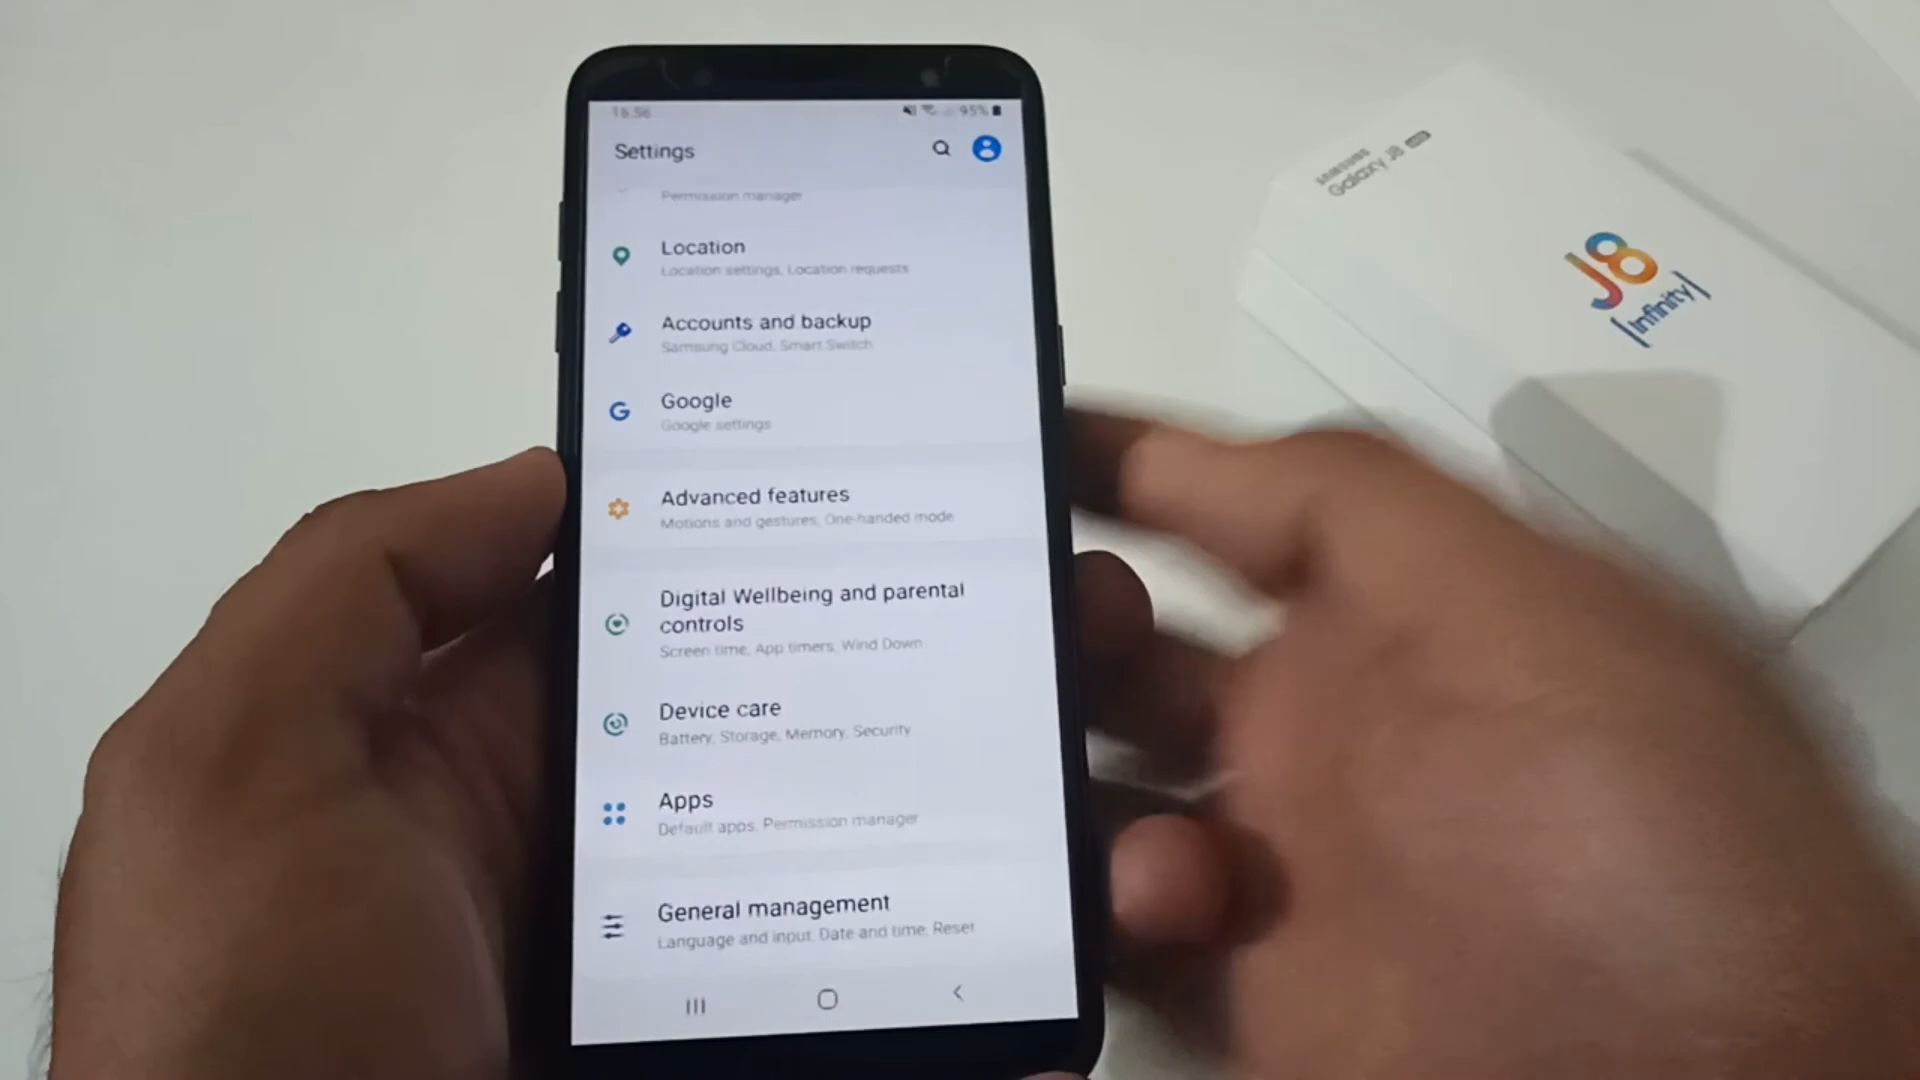 16:56
95%
Settings
Permission manager
Location
Location settings, Location requests
Accounts and backup
Samsung Cloud, Smart Switch
Google
Google settings
Advanced features
Motions and gestures, One-handed mode
Digital Wellbeing and parental
controls
Screen time, App timers, Wind Down
Device care
Battery, Storage, Memory, Security
Apps
Default apps, Permission manager
General management
Language and input, Date and time, Reset
SAMSUNG
Galaxy J8
J8
Infinity